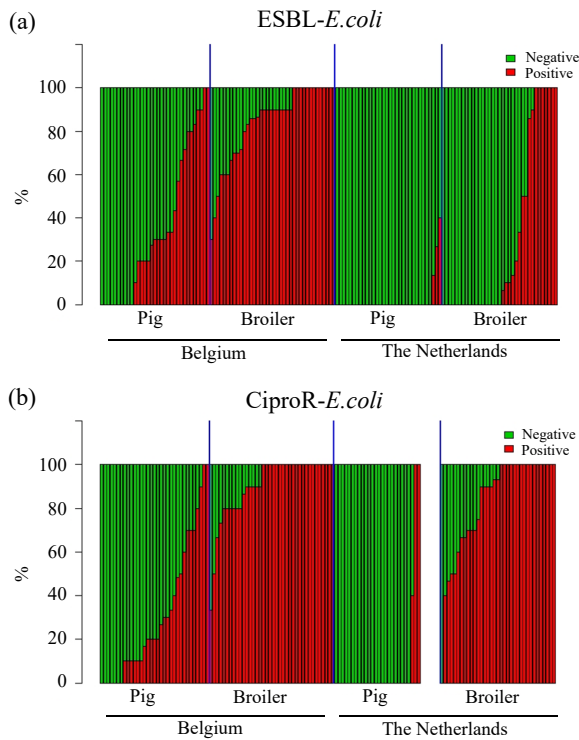 (a)
ESBL-E.coli
Negative
Positive
100
80
60
40
20
0
%
Pig Broiler Pig Broiler
Belgium The Netherlands
(b)
CiproR-E.coli
Negative
Positive
100
80
60
40
20
0
%
Pig Broiler Pig Broiler
Belgium The Netherlands